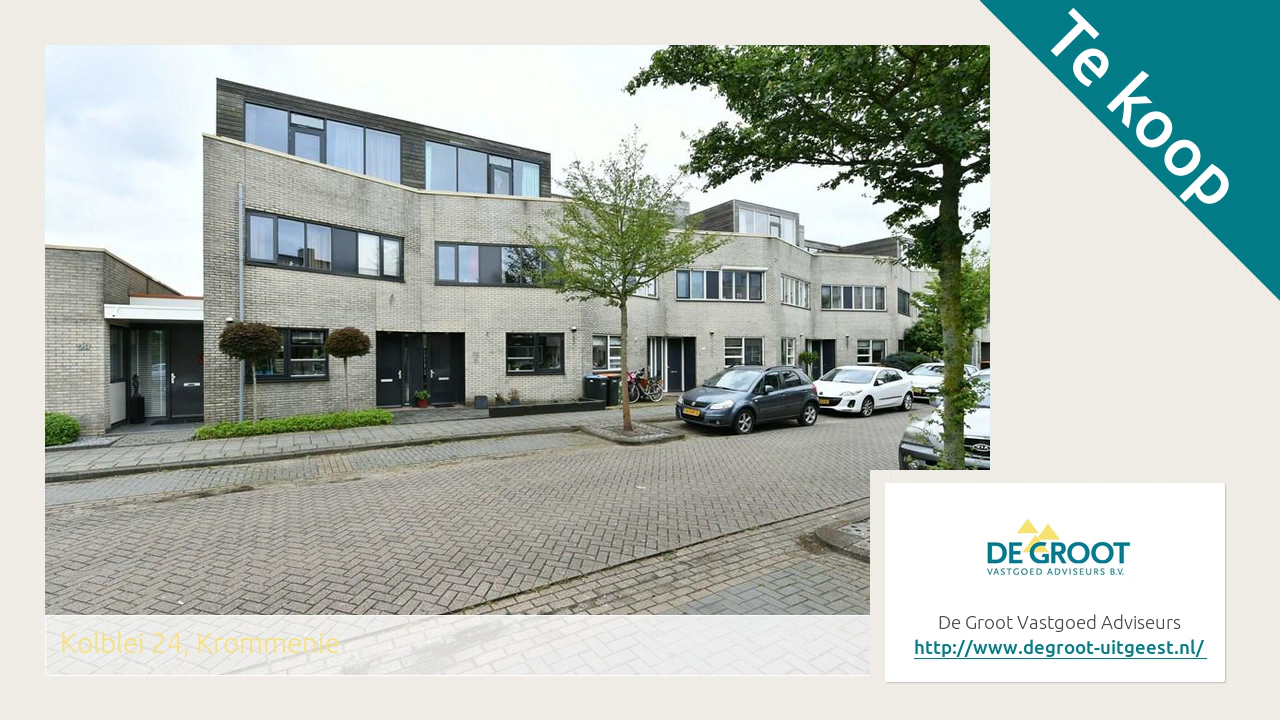 Te koop
Kolblei 24, Krommenie
DE GROOT
VASTGOED ADVISEURS B.V.
De Groot Vastgoed Adviseurs
http://www.degroot-uitgeest.nl/